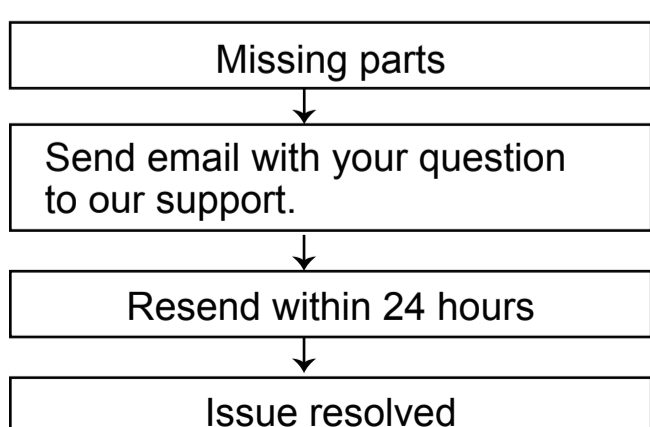 Missing parts
Send email with your question
to our support.
Resend within 24 hours
Issue resolved